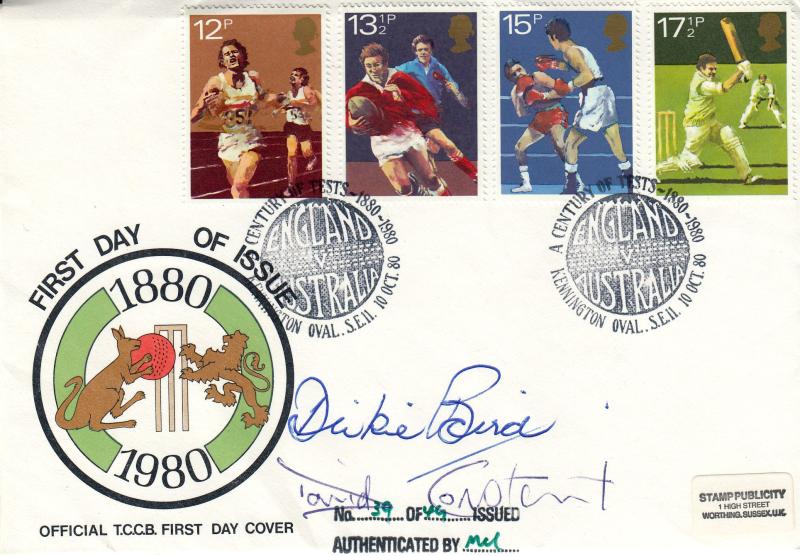 12P
13½P
15P
17½P
351
A CENTURY OF TESTS~1880~1980
ENGLAND
V
AUSTRALIA
KENNINGTON OVAL. S.E.11. 10 OCT. 80
A CENTURY OF TESTS~1880~1980
ENGLAND
V
AUSTRALIA
KENNINGTON OVAL. S.E.11. 10 OCT. 80
FIRST DAY OF ISSUE
1880
1980
OFFICIAL T.C.C.B. FIRST DAY COVER
Dickie Bird
David Constant
No. 39 OF 49 ISSUED
AUTHENTICATED BY
STAMP PUBLICITY
1 HIGH STREET
WORTHING. SUSSEX. U.K.